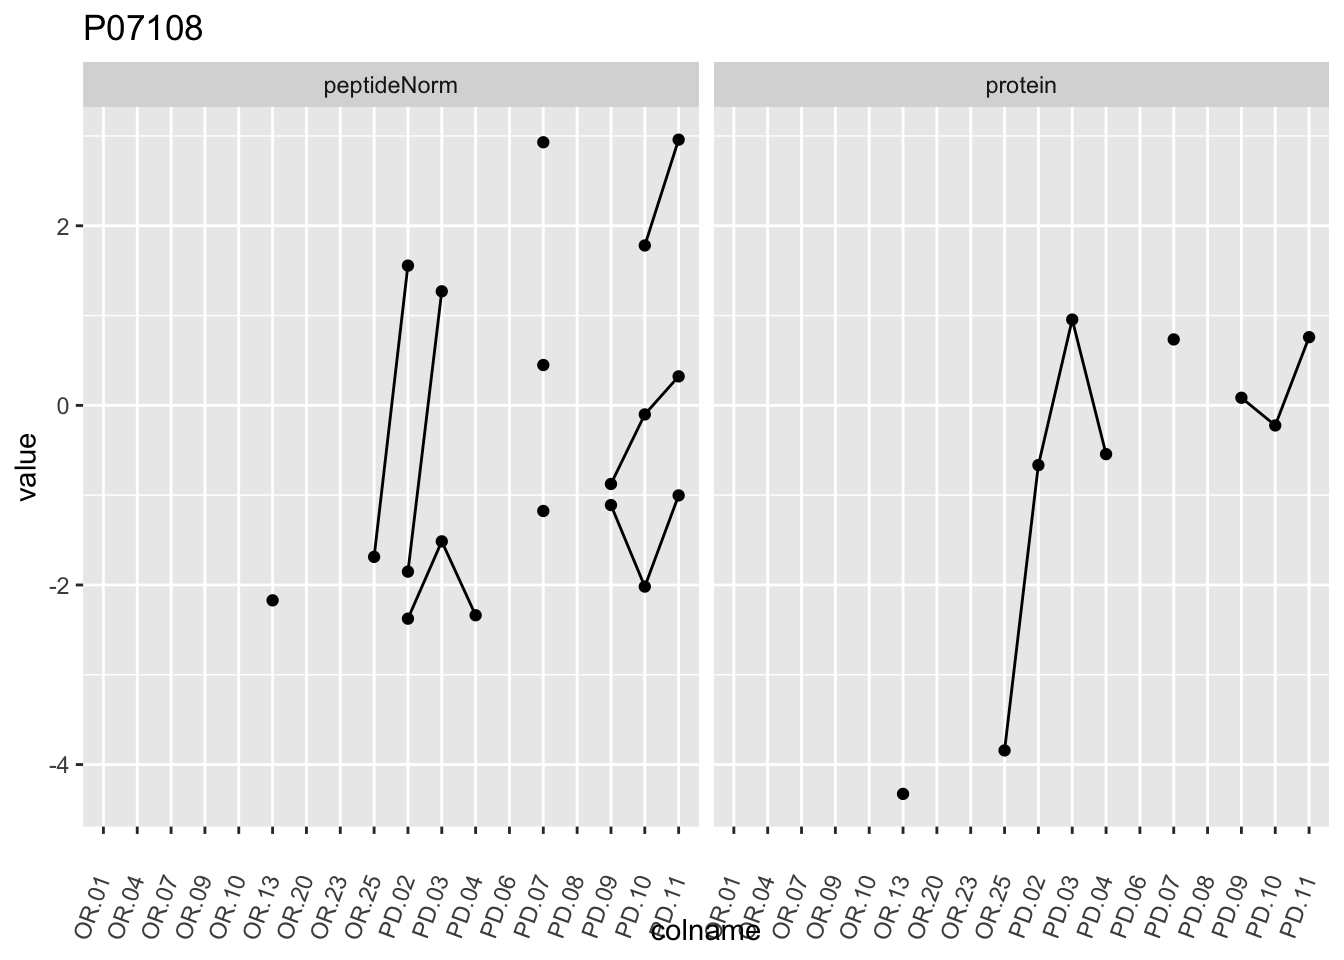 P07108
peptideNorm
protein
value
2
0
-2
-4
OR.01
OR.04
OR.07
OR.09
OR.10
OR.13
OR.20
OR.23
OR.25
PD.02
PD.03
PD.04
PD.06
PD.07
PD.08
PD.09
PD.10
PD.11
OR.01
OR.04
OR.07
OR.09
OR.10
OR.13
OR.20
OR.23
OR.25
PD.02
PD.03
PD.04
PD.06
PD.07
PD.08
PD.09
PD.10
PD.11
colname